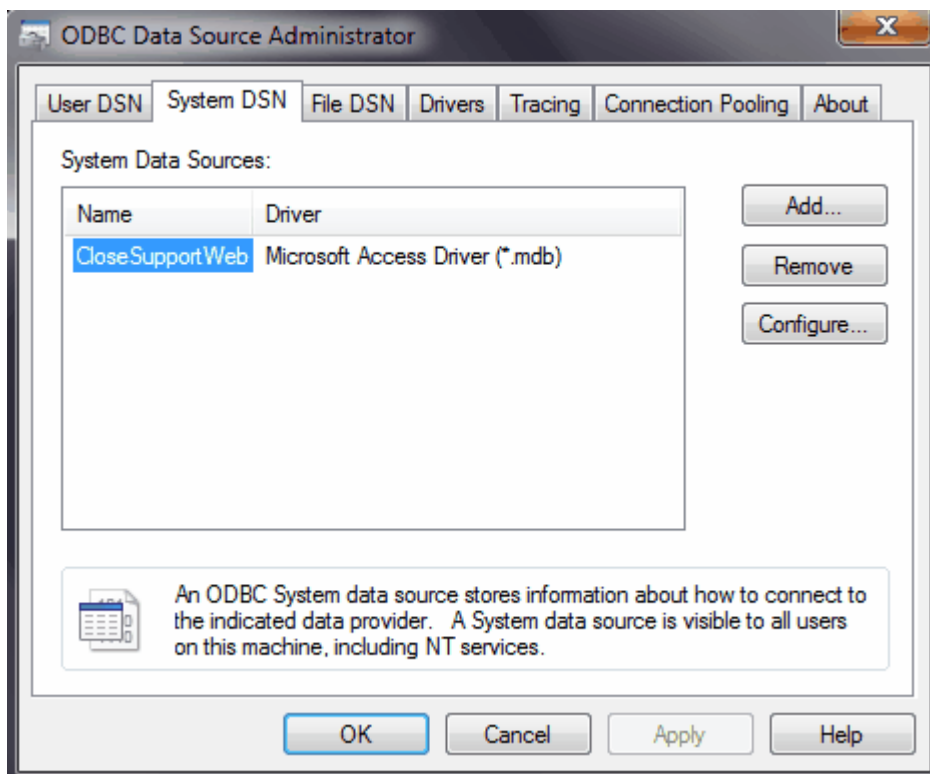 ODBC Data Source Administrator
x
User DSN System DSN File DSN Drivers Tracing Connection Pooling About
System Data Sources:
Name Driver
CloseSupportWeb Microsoft Access Driver (*.mdb)
Add...
Remove
Configure...
An ODBC System data source stores information about how to connect to
the indicated data provider. A System data source is visible to all users
on this machine, including NT services.
OK Cancel Apply Help